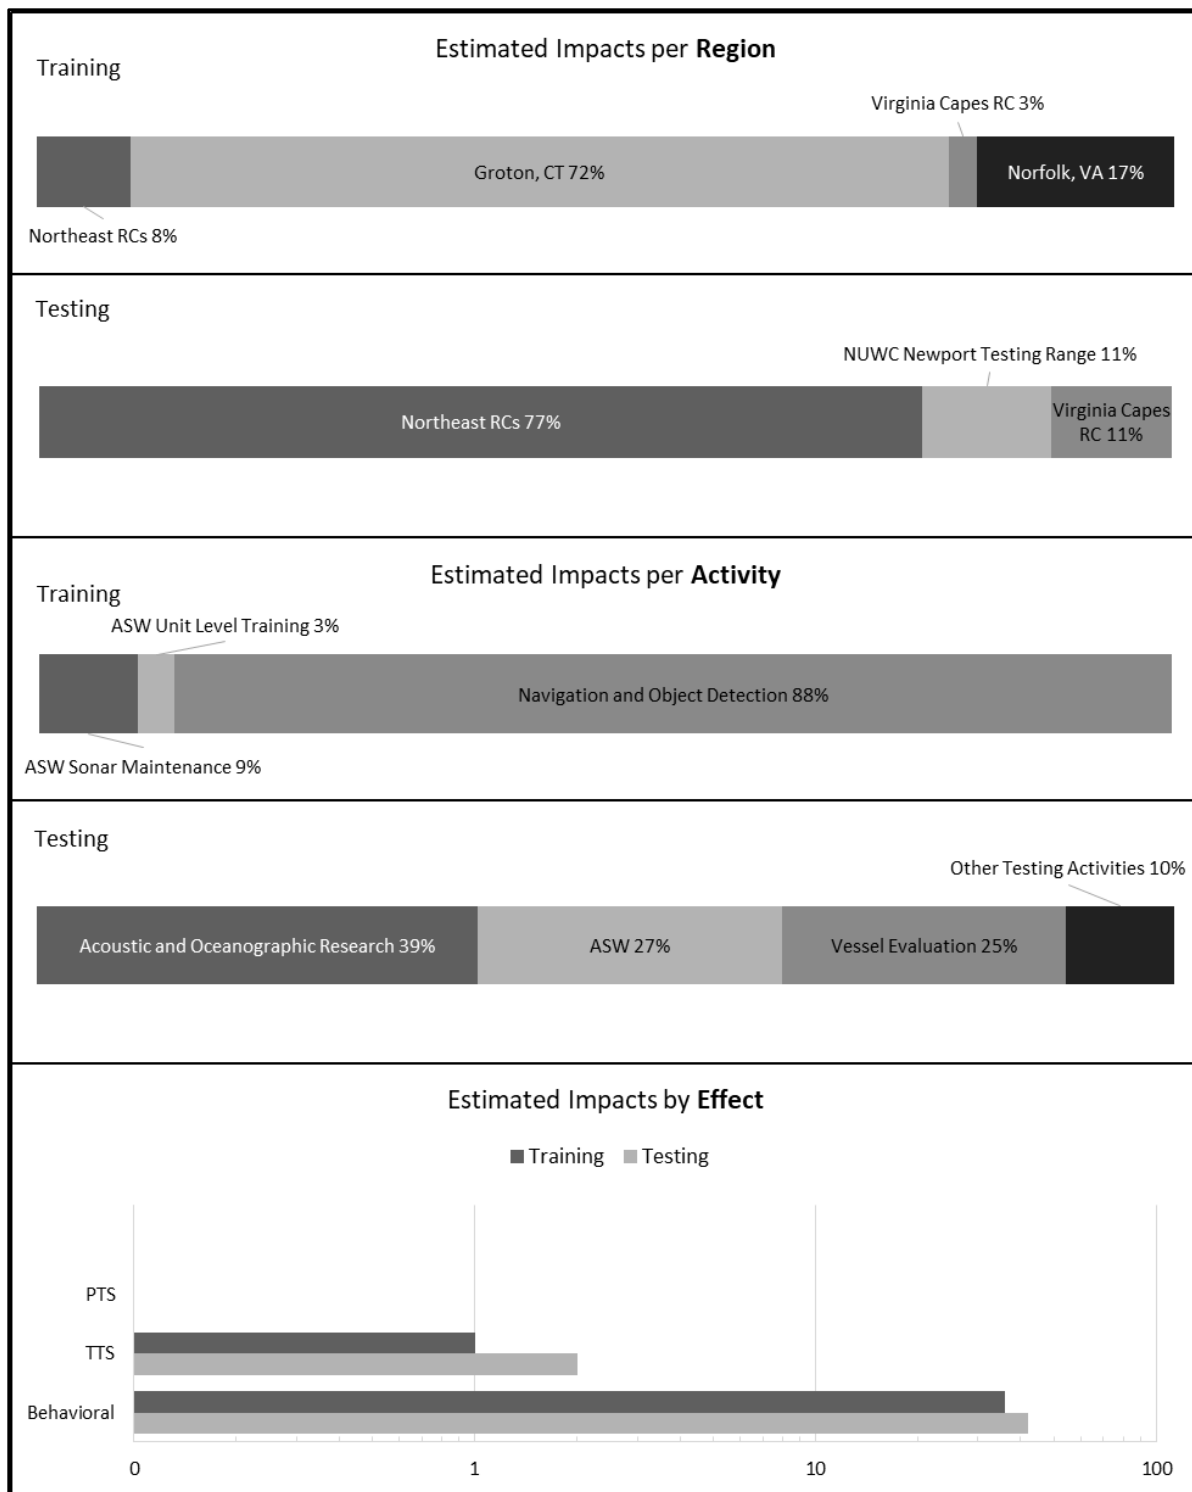 Estimated Impacts per Region
Training
Virginia Capes RC 3%
Groton, CT 72%
Norfolk, VA 17%
Northeast RCs 8%
Testing
NUWC Newport Testing Range 11%
Northeast RCs 77%
Virginia Capes
RC 11%
Estimated Impacts per Activity
Training
ASW Unit Level Training 3%
Navigation and Object Detection 88%
ASW Sonar Maintenance 9%
Testing
Other Testing Activities 10%
Acoustic and Oceanographic Research 39%
ASW 27%
Vessel Evaluation 25%
Estimated Impacts by Effect
Training
Testing
PTS
TTS
Behavioral
0
1
10
100